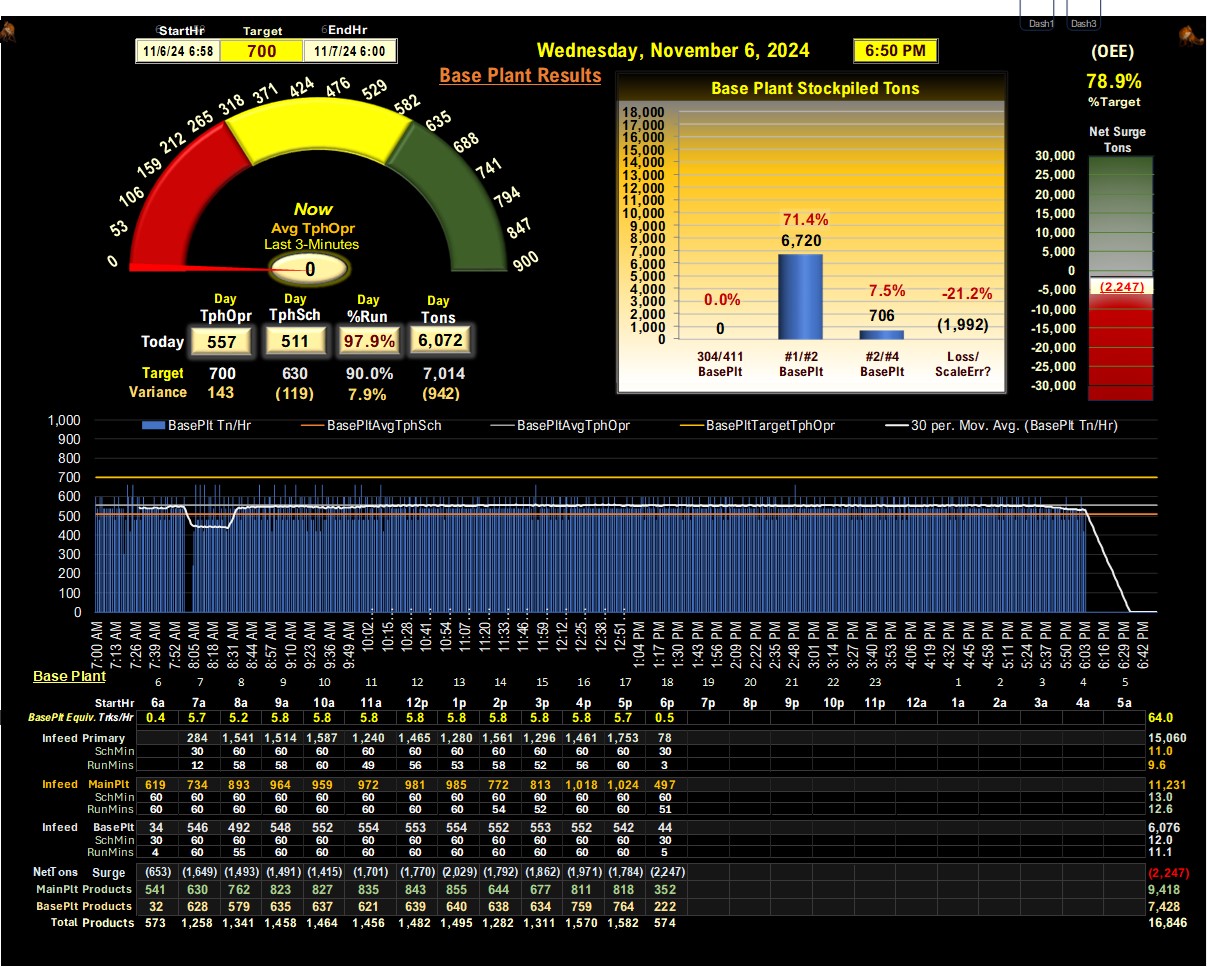 Dash1 Dash3
StartHr Target EndHr
11/6/24 6:58 700 11/7/24 6:00
Wednesday, November 6, 2024 6:50 PM
(OEE)
78.9%
%Target
Base Plant Results
0 53 106 159 212 265 318 371 424 476 529 582 635 688 741 794 847 900
Now
Avg TphOpr
Last 3-Minutes
0
Day TphOpr Day TphSch Day %Run Day Tons
Today 557 511 97.9% 6,072
Target 700 630 90.0% 7,014
Variance 143 (119) 7.9% (942)
Base Plant Stockpiled Tons
18,000
17,000
16,000
15,000
14,000
13,000
12,000
11,000
10,000
9,000
8,000
7,000
6,000
5,000
4,000
3,000
2,000
1,000
0
0.0% 71.4% 7.5% -21.2%
0 6,720 706 (1,992)
304/411 BasePlt #1/#2 BasePlt #2/#4 BasePlt Loss/ ScaleErr?
Net Surge
Tons
30,000
25,000
20,000
15,000
10,000
5,000
0
-5,000
-10,000
-15,000
-20,000
-25,000
-30,000
(2,247)
BasePlt Tn/Hr BasePltAvgTphSch BasePltAvgTphOpr BasePltTargetTphOpr 30 per. Mov. Avg. (BasePlt Tn/Hr)
1,000
900
800
700
600
500
400
300
200
100
0
7:00 AM 7:13 AM 7:26 AM 7:39 AM 7:52 AM 8:05 AM 8:18 AM 8:31 AM 8:44 AM 8:57 AM 9:10 AM 9:23 AM 9:36 AM 9:49 AM 10:02… 10:15… 10:28… 10:41… 10:54… 11:07… 11:20… 11:33… 11:46… 11:59… 12:12… 12:25… 12:38… 12:51… 1:04 PM 1:17 PM 1:30 PM 1:43 PM 1:56 PM 2:09 PM 2:22 PM 2:35 PM 2:48 PM 3:01 PM 3:14 PM 3:27 PM 3:40 PM 3:53 PM 4:06 PM 4:19 PM 4:32 PM 4:45 PM 4:58 PM 5:11 PM 5:24 PM 5:37 PM 5:50 PM 6:03 PM 6:16 PM 6:29 PM 6:42 PM
Base Plant 6 7 8 9 10 11 12 13 14 15 16 17 18 19 20 21 22 23 1 2 3 4 5
StartHr 6a 7a 8a 9a 10a 11a 12p 1p 2p 3p 4p 5p 6p 7p 8p 9p 10p 11p 12a 1a 2a 3a 4a 5a
BasePlt Equiv. Trks/Hr 0.4 5.7 5.2 5.8 5.8 5.8 5.8 5.8 5.8 5.8 5.8 5.7 0.5 64.0
Infeed Primary 284 1,541 1,514 1,587 1,240 1,465 1,280 1,561 1,296 1,461 1,753 78 15,060
SchMin 30 60 60 60 60 60 60 60 60 60 60 30 11.0
RunMins 12 58 58 60 49 56 53 58 52 56 60 3 9.6
Infeed MainPlt 619 734 893 964 959 972 981 985 772 813 1,018 1,024 497 11,231
SchMin 60 60 60 60 60 60 60 60 60 60 60 60 60 13.0
RunMins 60 60 60 60 60 60 60 60 54 52 60 60 51 12.6
Infeed BasePlt 34 546 492 548 552 554 553 554 552 553 552 542 44 6,076
SchMin 30 60 60 60 60 60 60 60 60 60 60 60 30 12.0
RunMins 4 60 55 60 60 60 60 60 60 60 60 60 5 11.1
NetTons Surge (653) (1,649) (1,493) (1,491) (1,415) (1,701) (1,770) (2,029) (1,792) (1,862) (1,971) (1,784) (2,247) (2,247)
MainPlt Products 541 630 762 823 827 835 843 855 644 677 811 818 352 9,418
BasePlt Products 32 628 579 635 637 621 639 640 638 634 759 764 222 7,428
Total Products 573 1,258 1,341 1,458 1,464 1,456 1,482 1,495 1,282 1,311 1,570 1,582 574 16,846